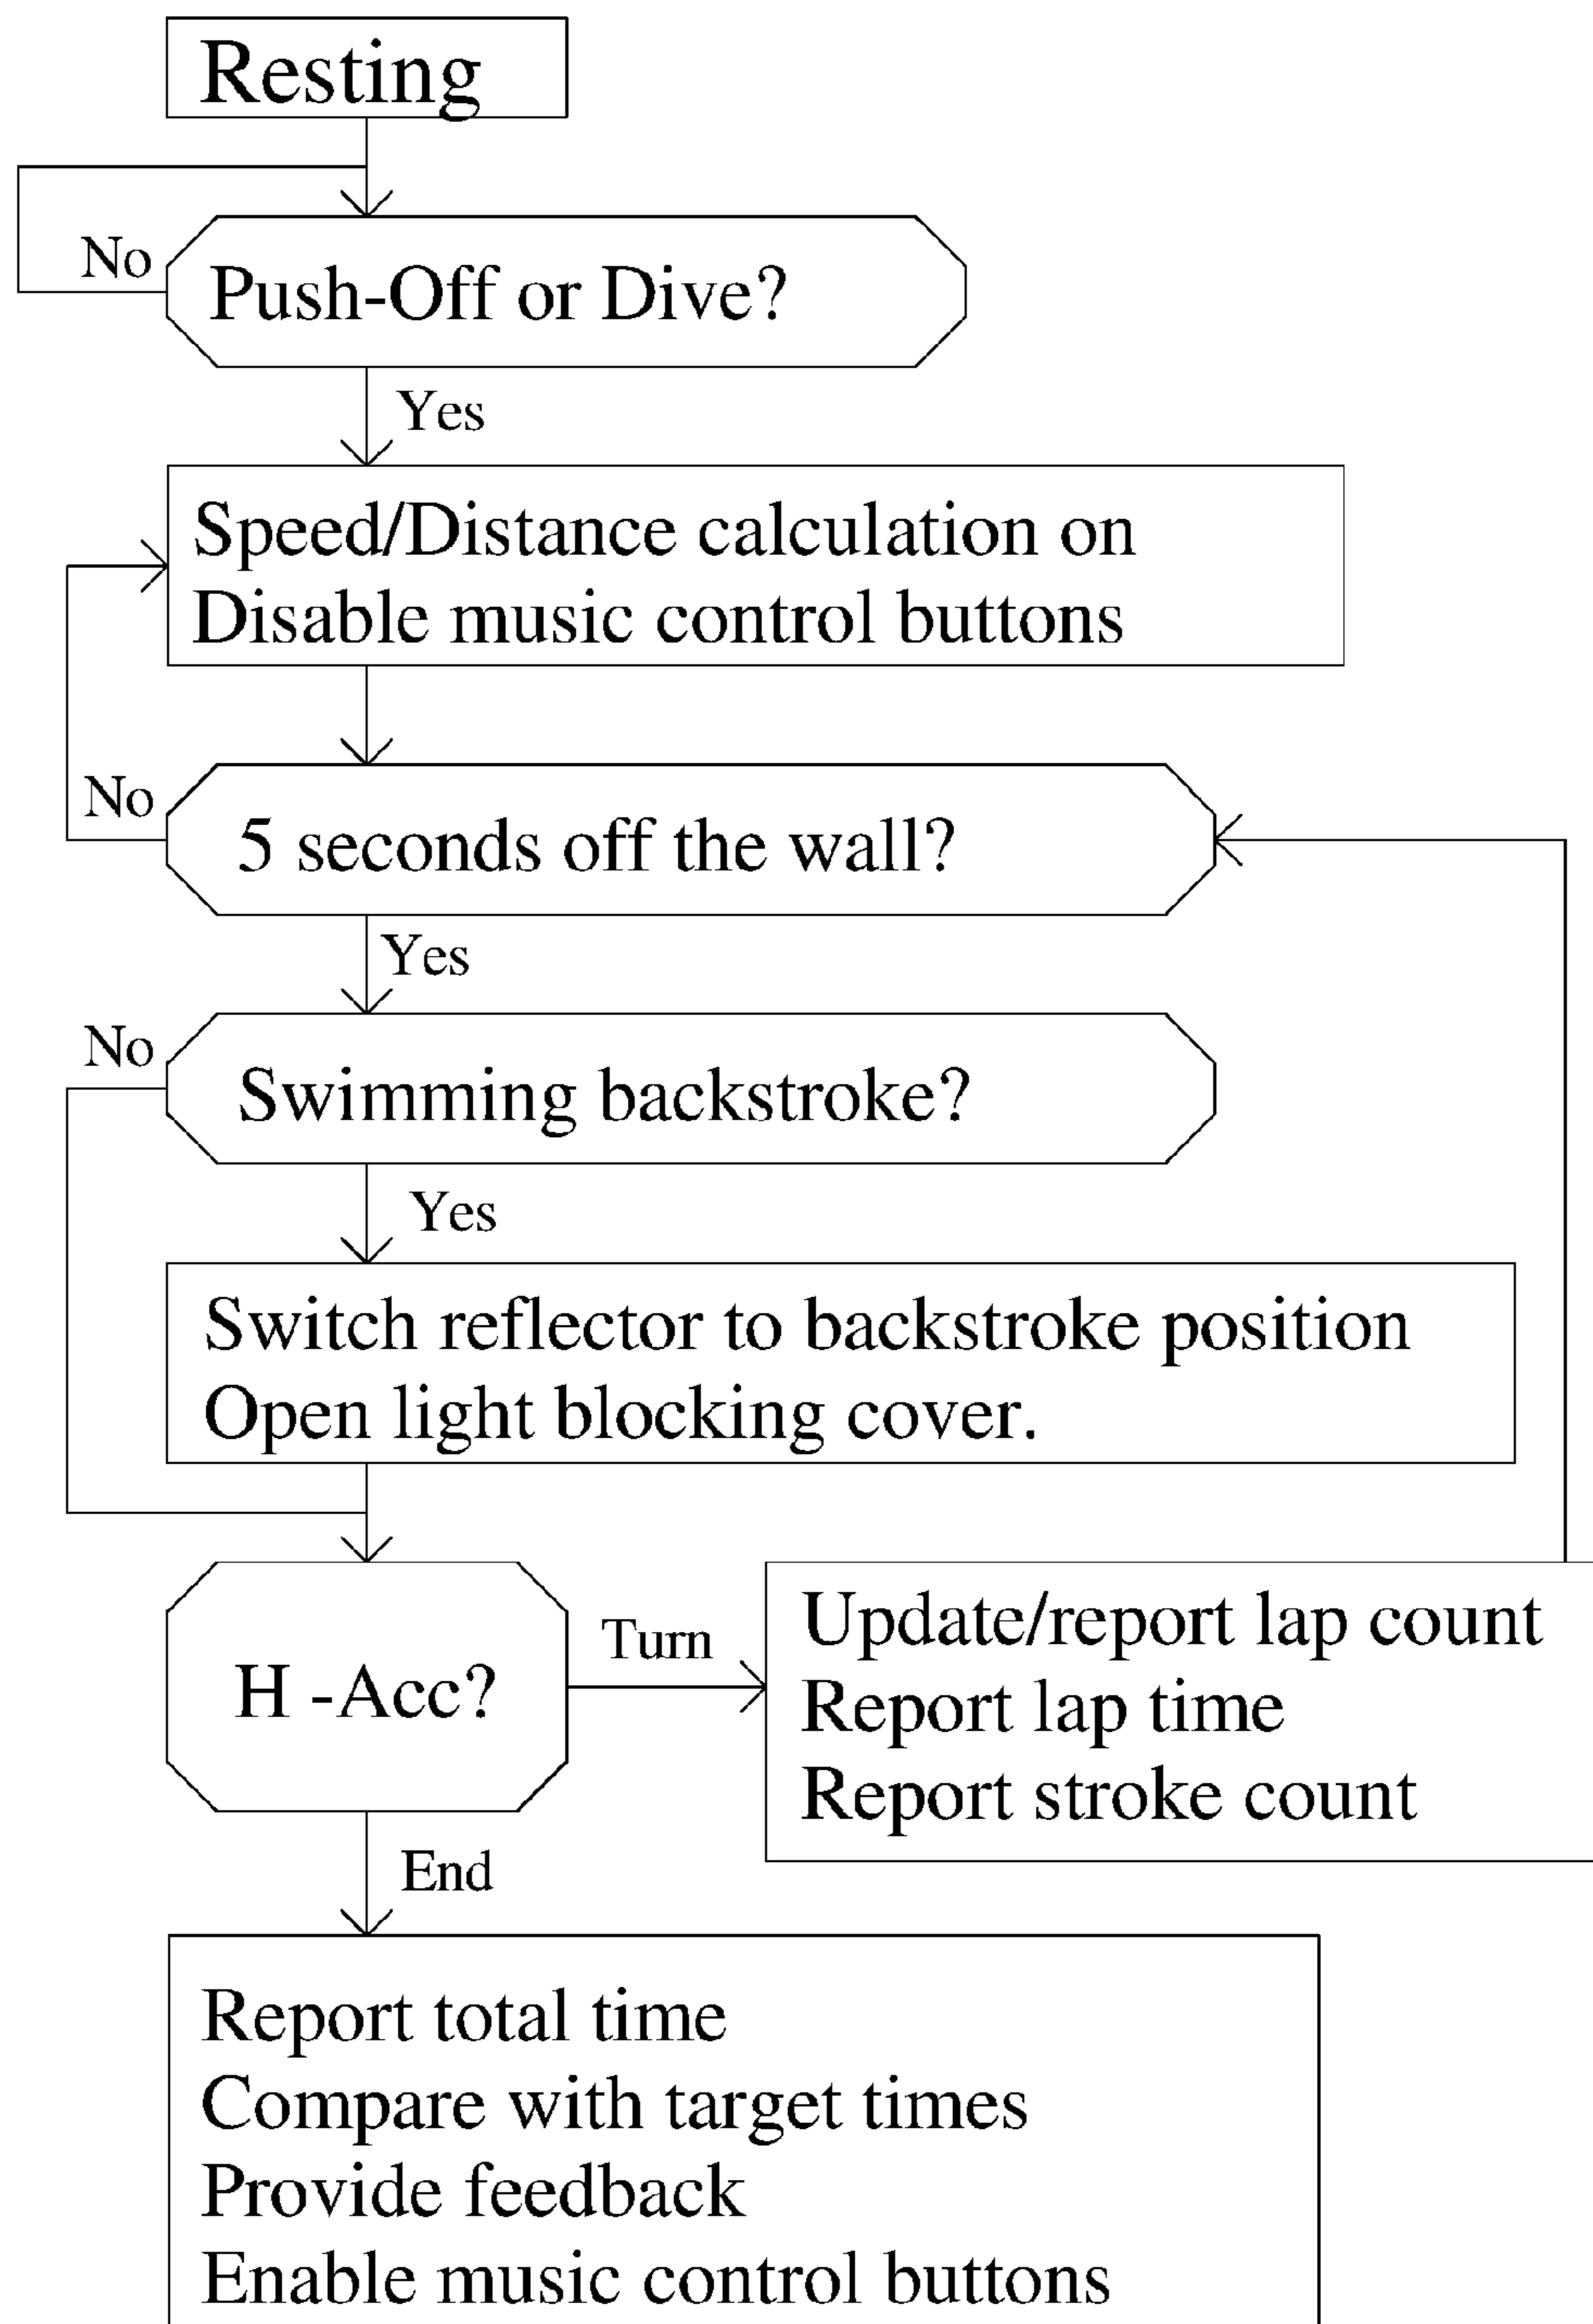 Resting
No
Push-Off or Dive?
Yes
Speed/Distance calculation on
Disable music control buttons
No
5 seconds off the wall?
Yes
No
Swimming backstroke?
Yes
Switch reflector to backstroke position
Open light blocking cover.
H -Acc?
Turn
Update/report lap count
Report lap time
Report stroke count
End
Report total time
Compare with target times
Provide feedback
Enable music control buttons